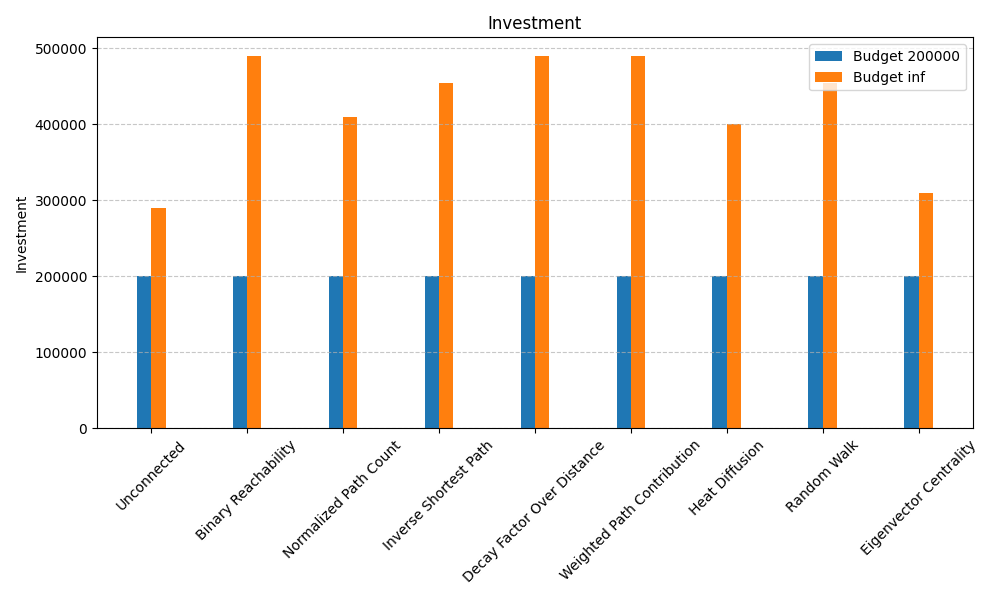 Investment
Budget 200000
Budget inf
Investment
500000
400000
300000
200000
100000
0
Unconnected
Binary Reachability
Normalized Path Count
Inverse Shortest Path
Decay Factor Over Distance
Weighted Path Contribution
Heat Diffusion
Random Walk
Eigenvector Centrality